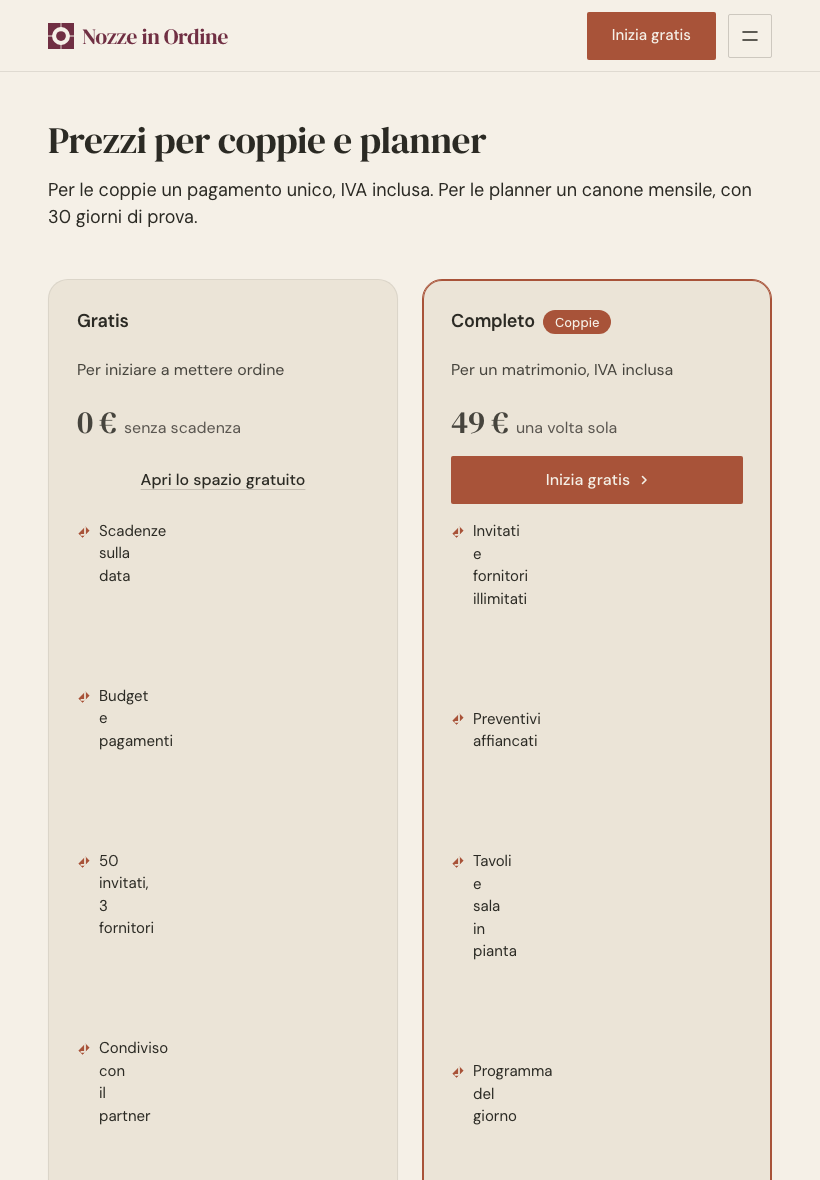 Nozze in Ordine
Inizia gratis
Prezzi per coppie e planner
Per le coppie un pagamento unico, IVA inclusa. Per le planner un canone mensile, con
30 giorni di prova.
Gratis
Per iniziare a mettere ordine
0 € senza scadenza
Apri lo spazio gratuito
Scadenze
sulla
data
Budget
e
pagamenti
50
invitati,
3
fornitori
Condiviso
con
il
partner
Completo Coppie
Per un matrimonio, IVA inclusa
49 € una volta sola
Inizia gratis
Invitati
e
fornitori
illimitati
Preventivi
affiancati
Tavoli
e
sala
in
pianta
Programma
del
giorno